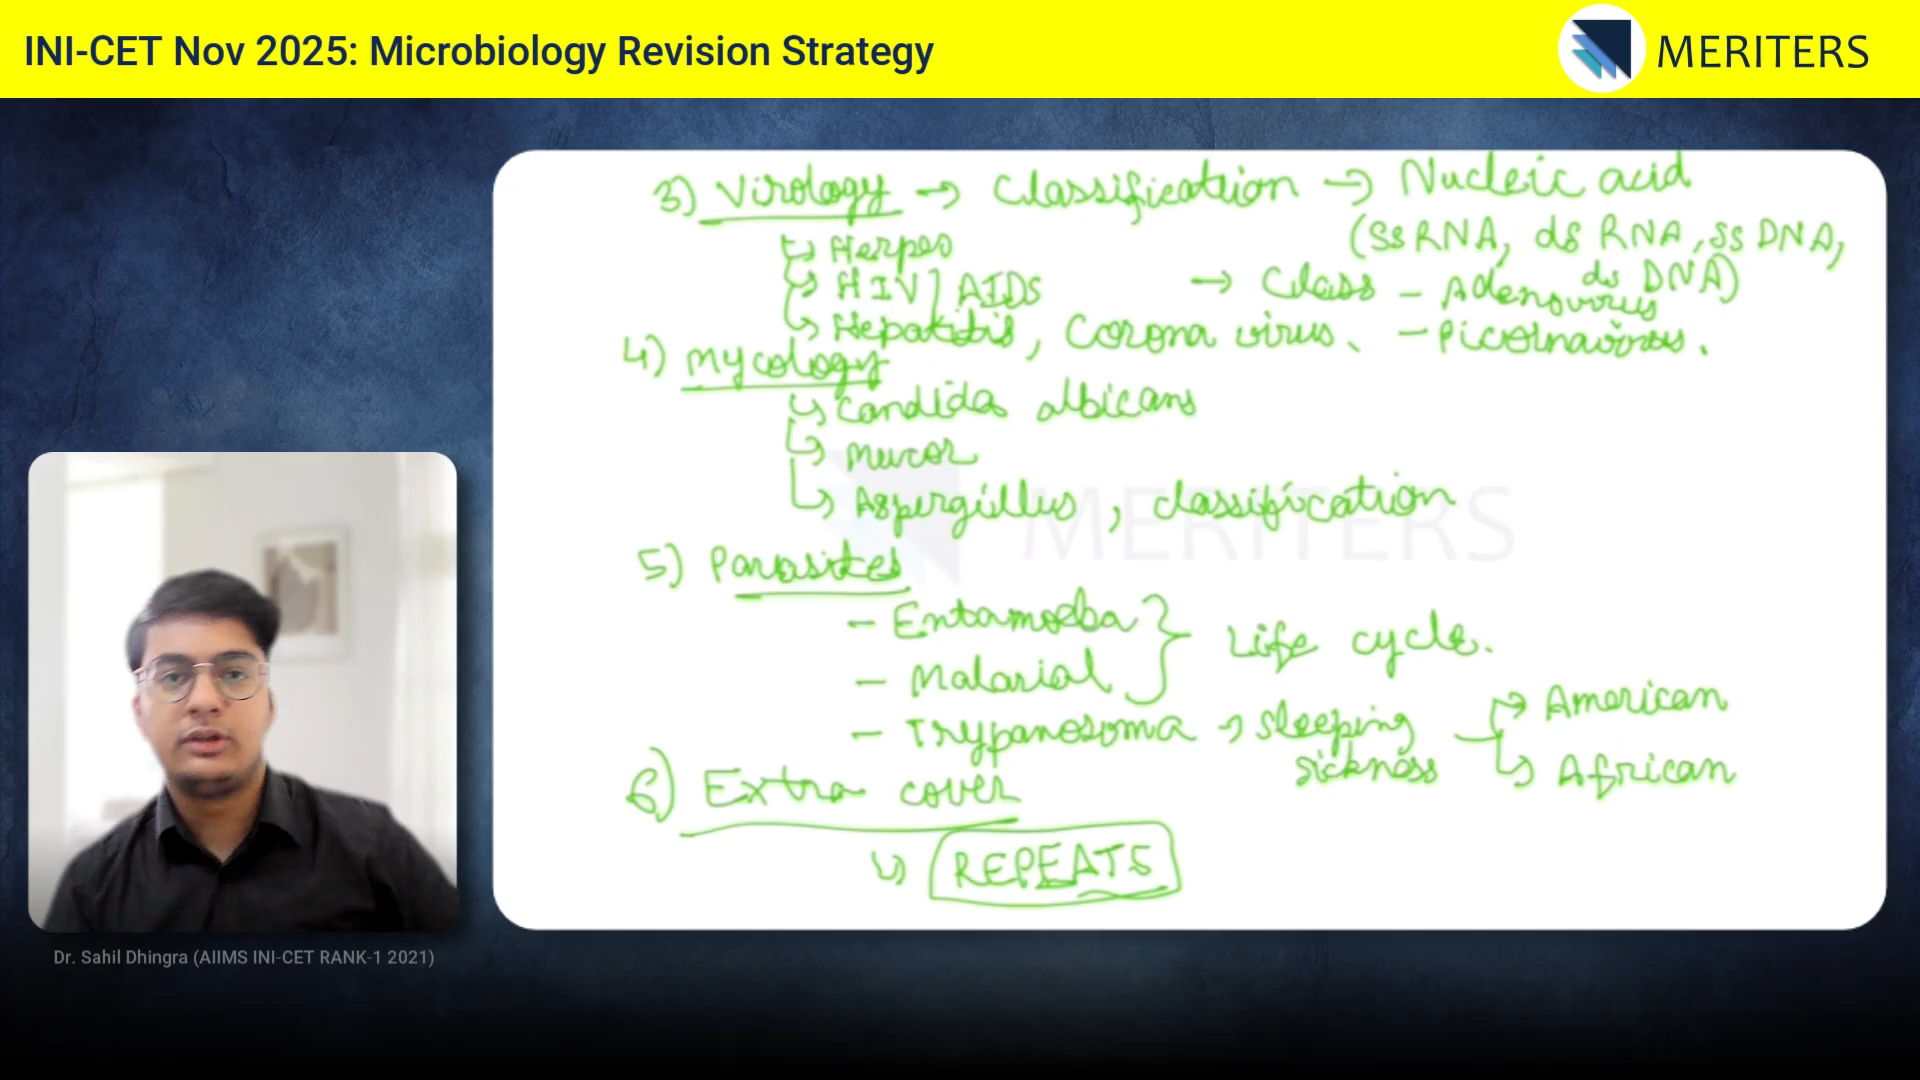 INI-CET Nov 2025: Microbiology Revision Strategy
MERITERS
3) Virology → Classification → Nucleic acid
(ssRNA, ds RNA, ss DNA, ds DNA)
↳ Herpes
↳ HIV/AIDS → Class - Adenovirus
↳ Hepatitis, Corona virus. - Picornavirus.
4) Mycology
↳ Candida albicans
↳ Mucor
↳ Aspergillus, classification
MERITERS
5) Parasites
- Entamoeba } Life cycle.
- Malarial
- Trypanosoma → Sleeping sickness → American
↳ African
6) Extra cover
↳ REPEATS
Dr. Sahil Dhingra (AIIMS INI-CET RANK-1 2021)